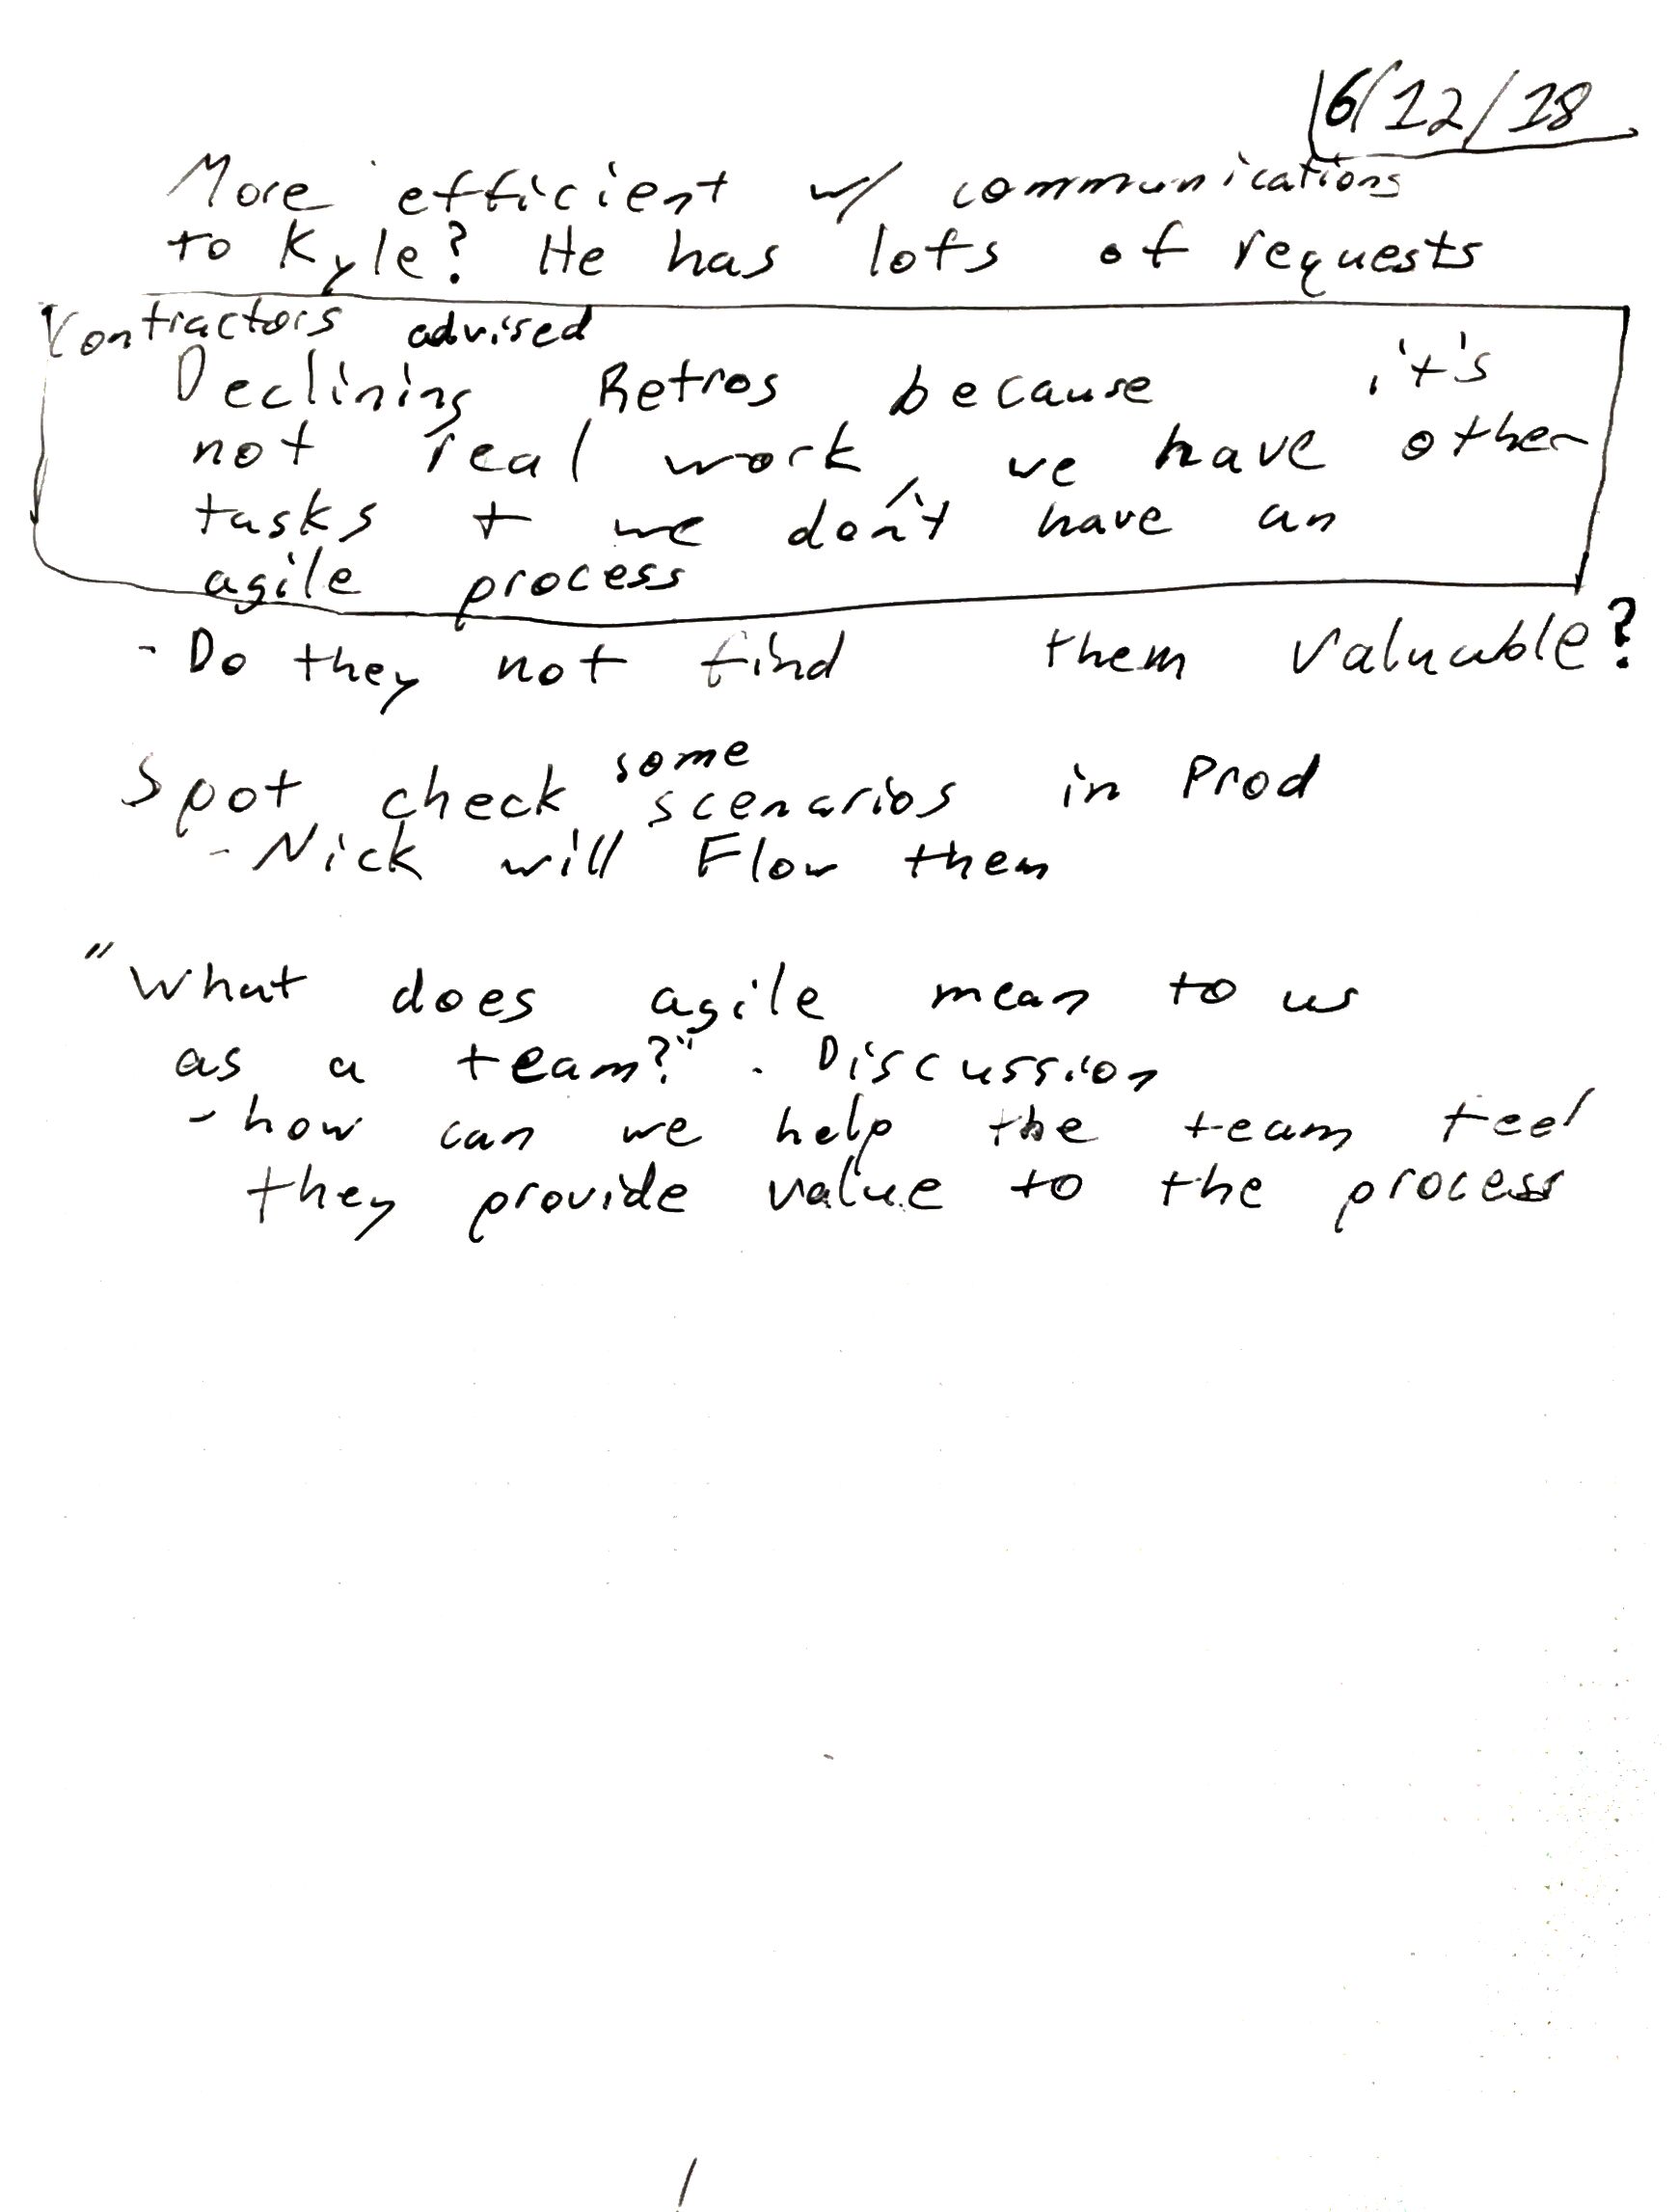 6/12/18
More efficient w/ communications
to Kyle? He has lots of requests
Contractors advised
Declining Retros because it's
not real work, we have other
tasks + we don't have an
agile process
- Do they not find them valuable?
Spot check some scenarios in Prod
- Nick will Flow them
"What does agile mean to us
as a team?" - Discussion
- how can we help the team feel
they provide value to the process